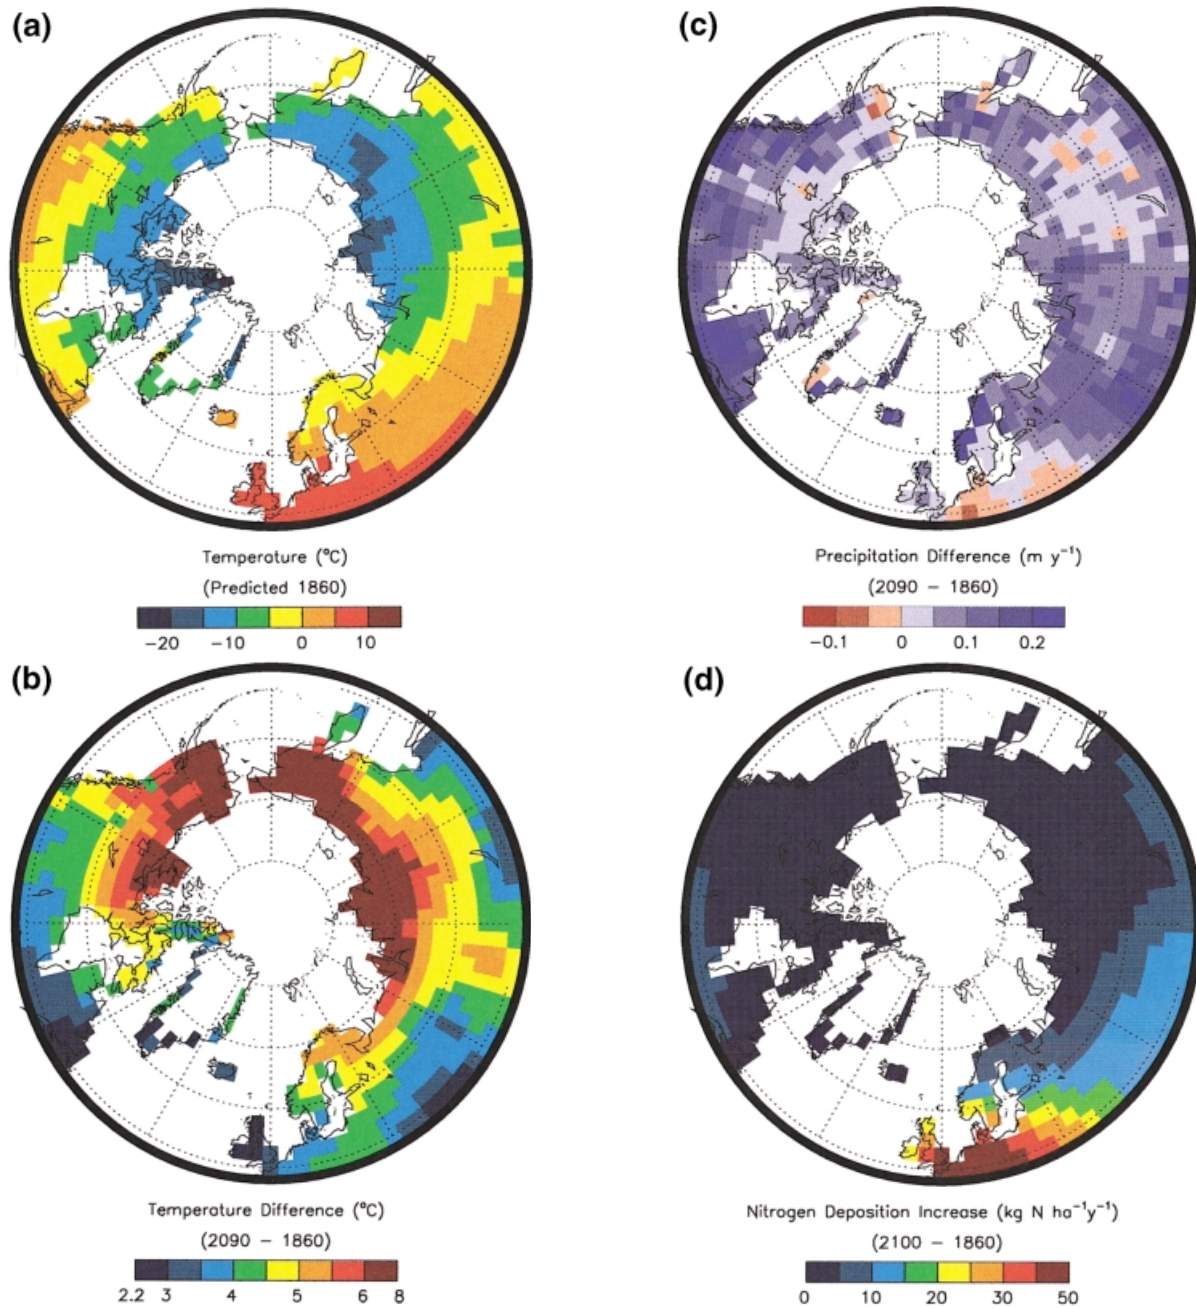 (a)
Temperature (°C)
(Predicted 1860)
-20 -10 0 10
(b)
Temperature Difference (°C)
(2090 - 1860)
2.2 3 4 5 6 8
(c)
Precipitation Difference (m y⁻¹)
(2090 - 1860)
-0.1 0 0.1 0.2
(d)
Nitrogen Deposition Increase (kg N ha⁻¹y⁻¹)
(2100 - 1860)
0 10 20 30 50